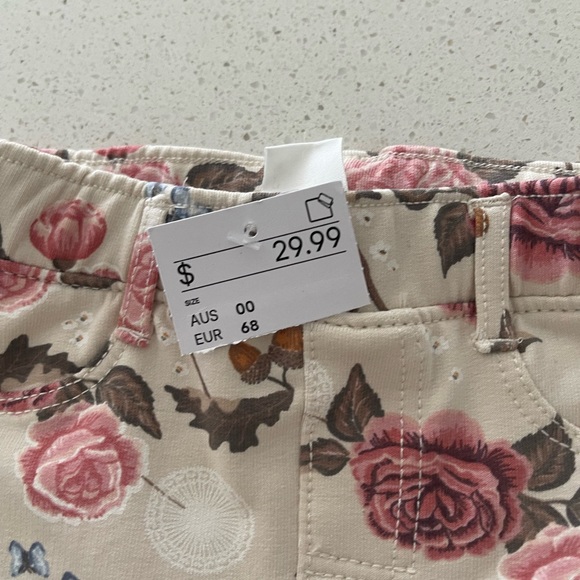 $ 29.99
SIZE
AUS 00
EUR 68